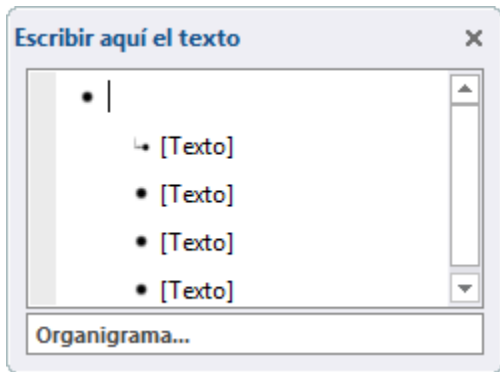 Escribir aquí el texto
[Texto]
[Texto]
[Texto]
[Texto]
Organigrama...